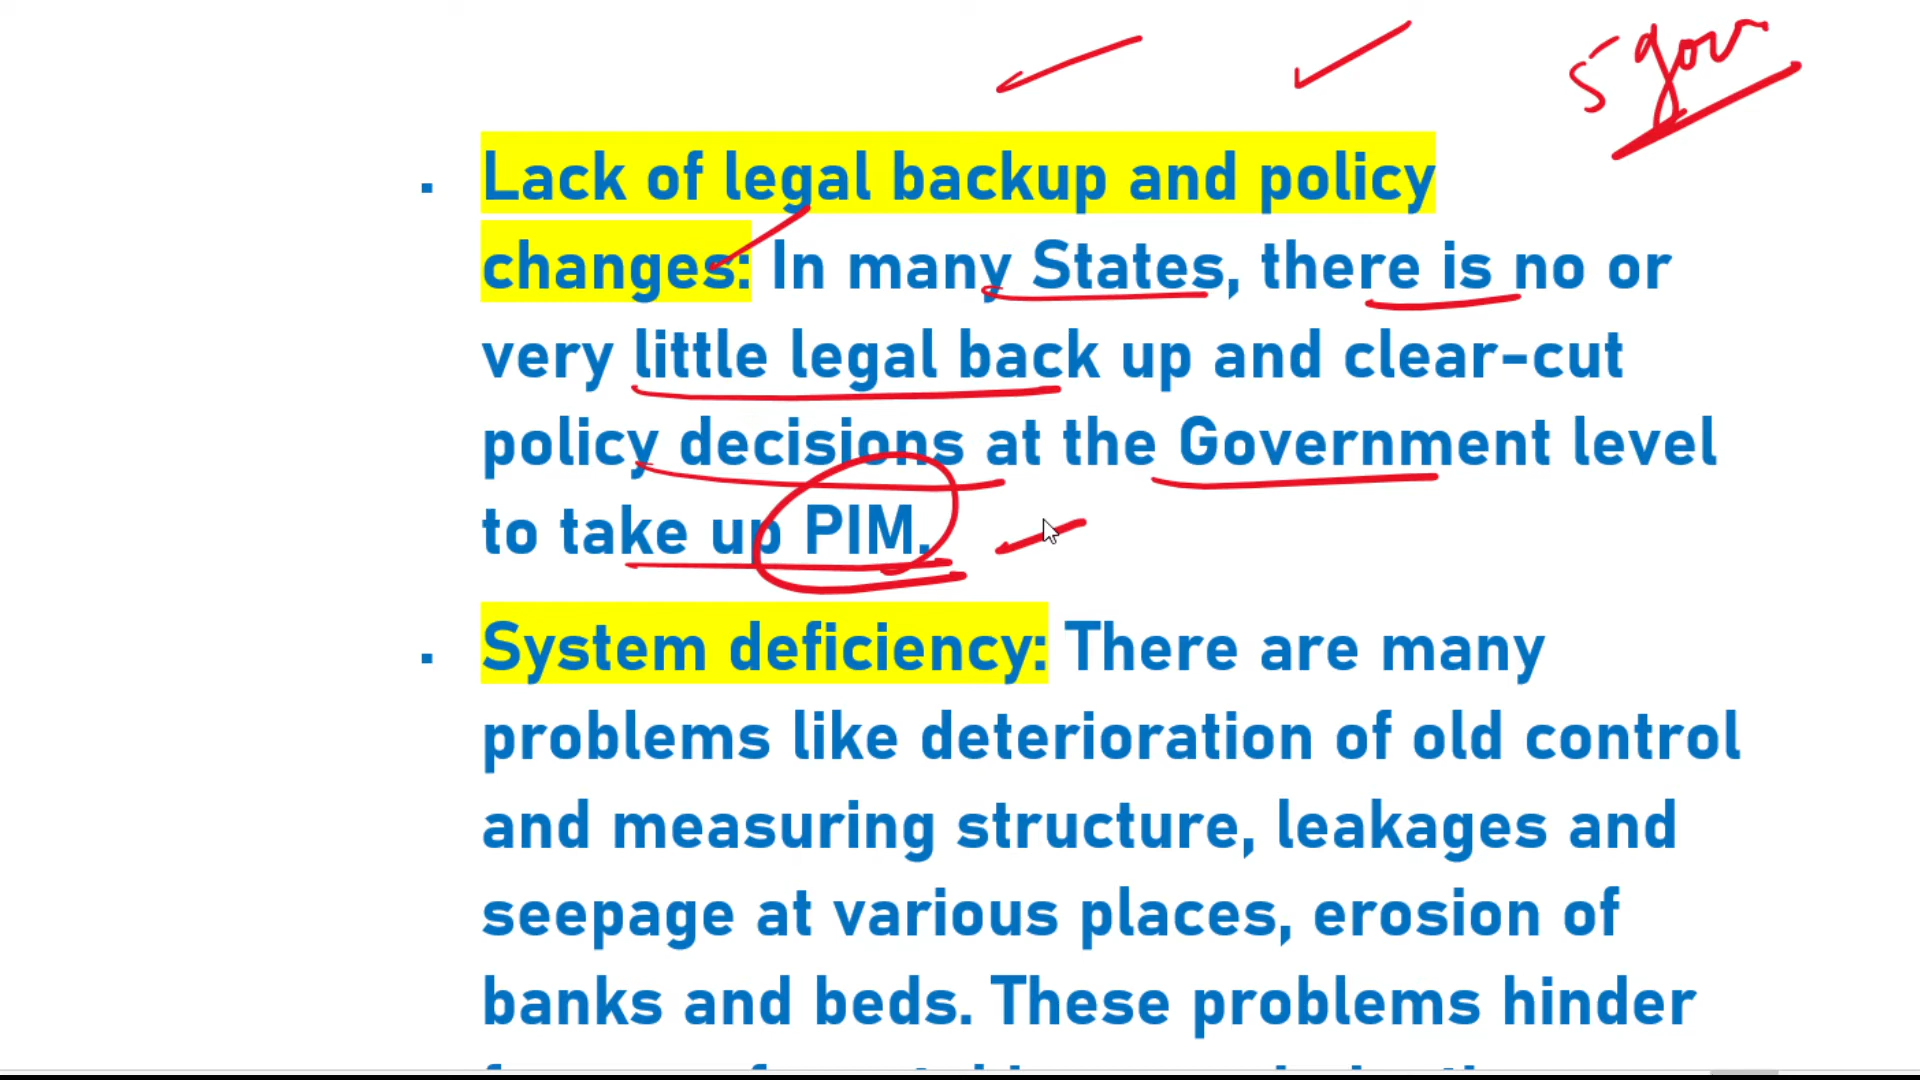 5 gov
Lack of legal backup and policy
changes: In many States, there is no or
very little legal back up and clear-cut
policy decisions at the Government level
to take up PIM.
System deficiency: There are many
problems like deterioration of old control
and measuring structure, leakages and
seepage at various places, erosion of
banks and beds. These problems hinder